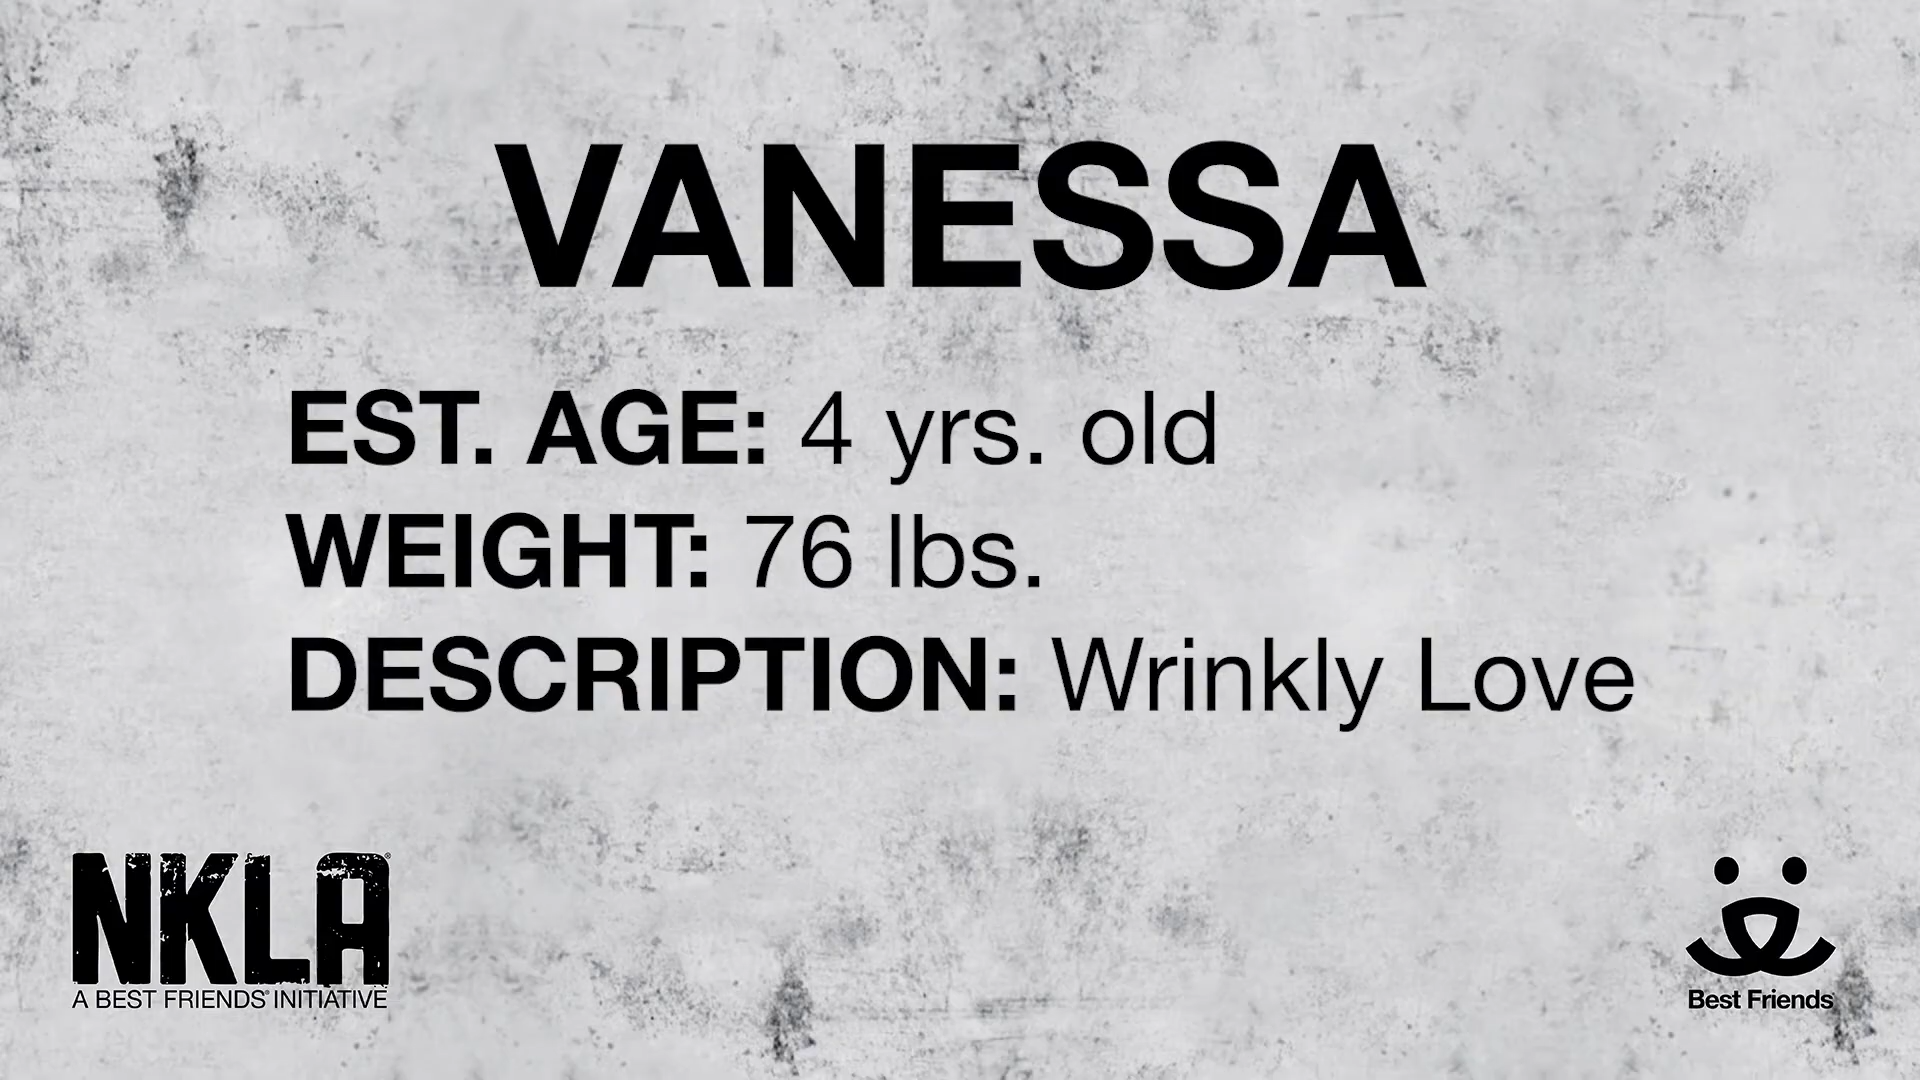 VANESSA
EST. AGE: 4 yrs. old
WEIGHT: 76 lbs.
DESCRIPTION: Wrinkly Love
NKLA®
A BEST FRIENDS® INITIATIVE
Best Friends